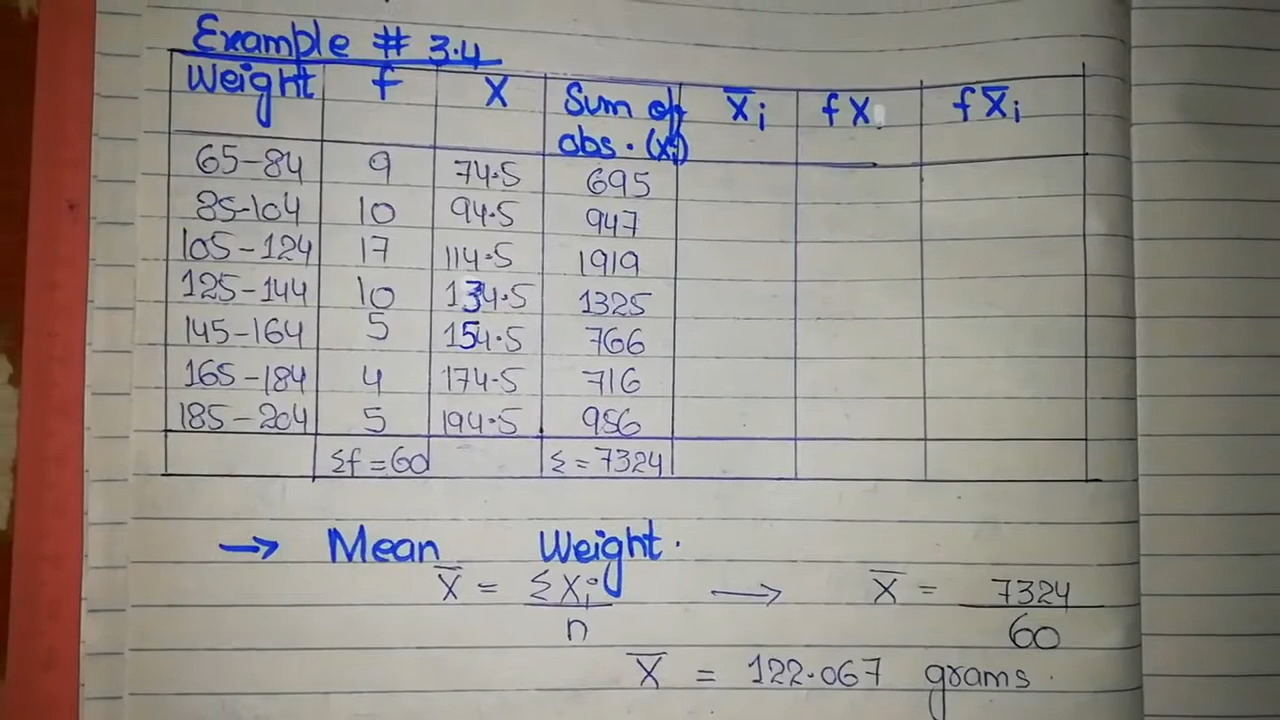 Example # 3.4
Weight f X Sum of obs. (Xi) X̄i fX fX̄i
65-84 9 74.5 695
85-104 10 94.5 947
105-124 17 114.5 1919
125-144 10 134.5 1325
145-164 5 154.5 766
165-184 4 174.5 716
185-204 5 194.5 956
Σf=60 Σ=7324
→ Mean Weight.
X̄ = ΣXi / n → X̄ = 7324 / 60
X̄ = 122.067 grams.